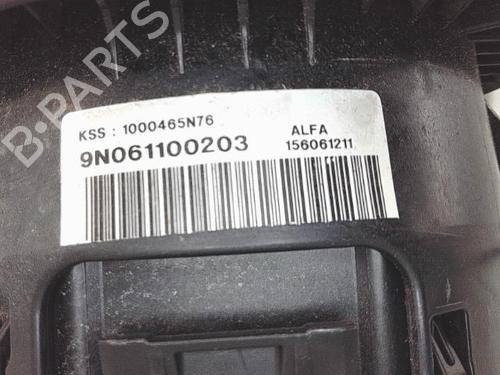 B-PARTS
KSS : 1000465N76
9N061100203
ALFA
156061211